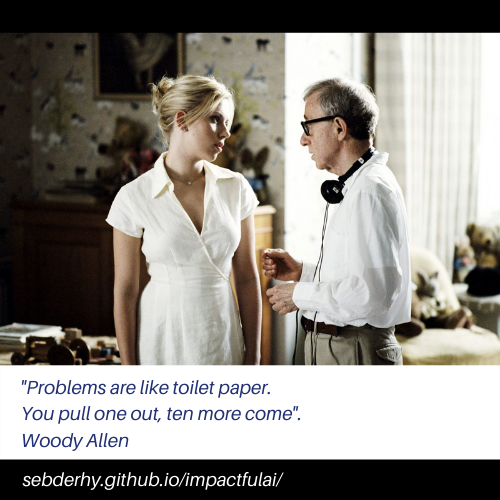 "Problems are like toilet paper.
You pull one out, ten more come".
Woody Allen
sebderhy.github.io/impactfulai/